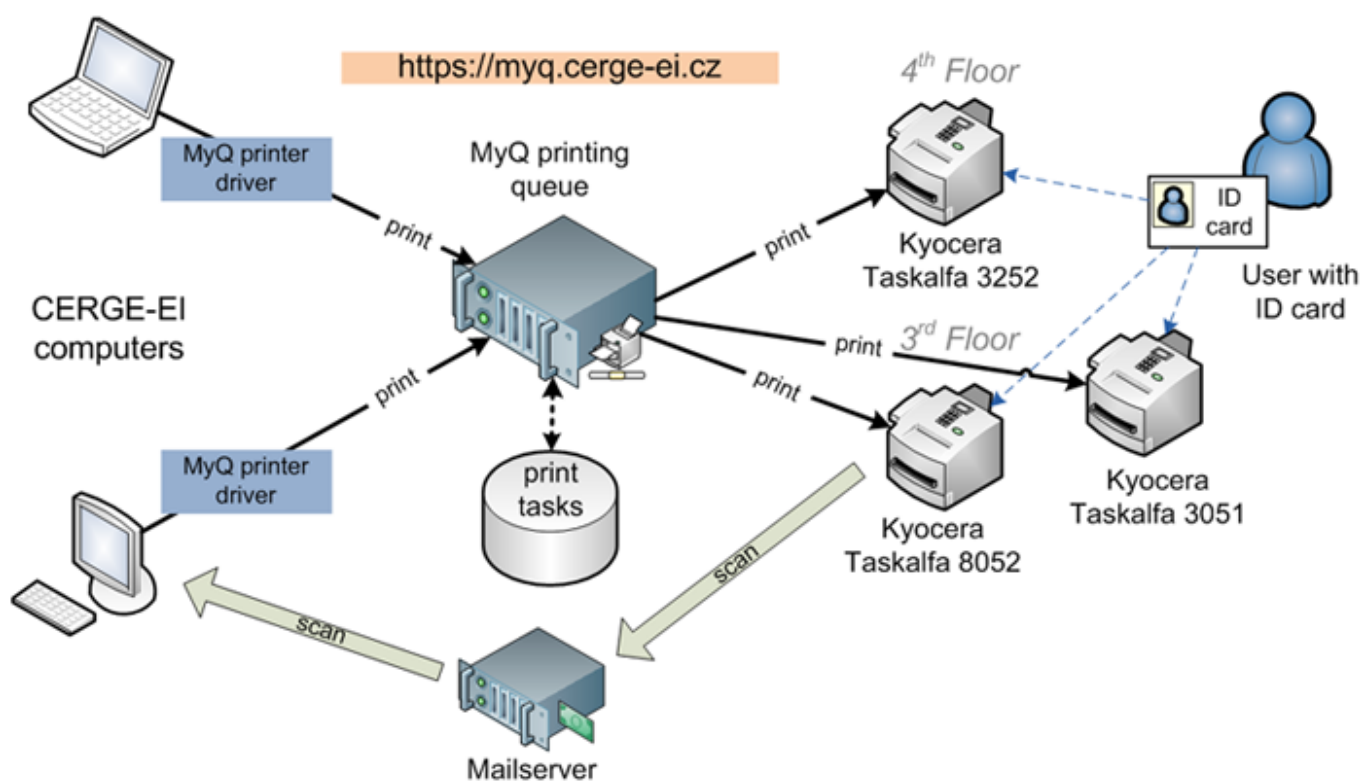 https://myq.cerge-ei.cz
4th Floor
MyQ printer
driver
MyQ printing
queue
ID
card
print
print
Kyocera
Taskalfa 3252
User with
ID card
CERGE-EI
computers
3rd Floor
print
print
print
MyQ printer
driver
print
tasks
Kyocera
Taskalfa 3051
Kyocera
Taskalfa 8052
scan
scan
Mailserver